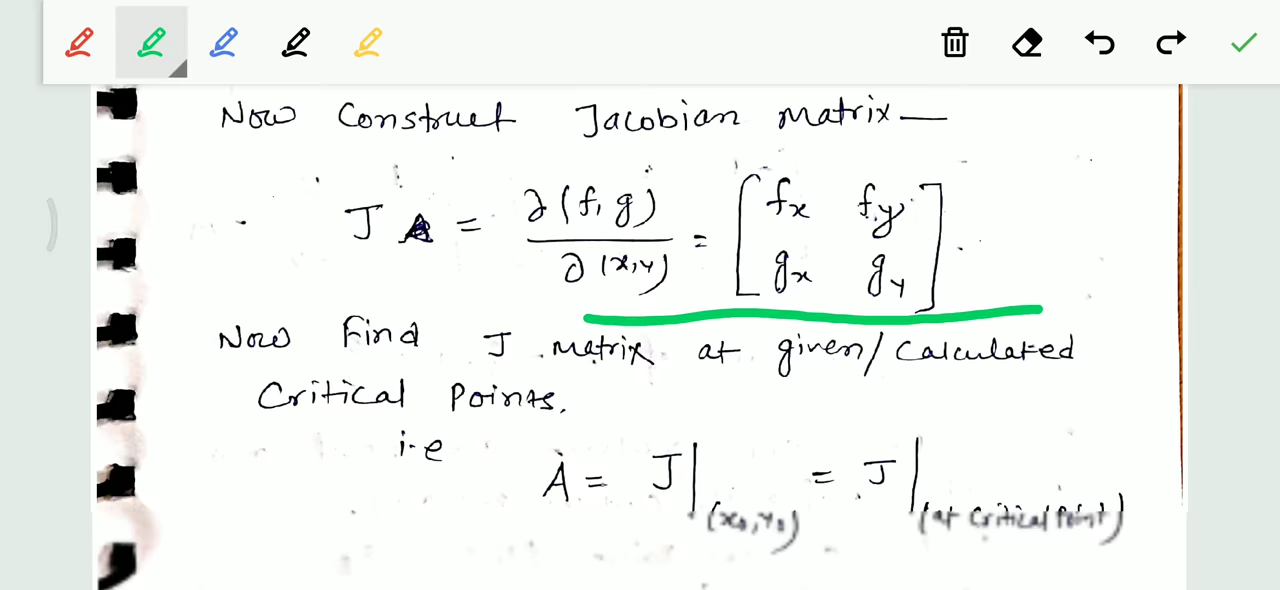 Now Construct Jacobian matrix —
J = ∂(f, g) / ∂(x, y) = [ fx fy ; gx gy ].
Now Find J matrix at given/Calculated
Critical Points.
i.e
A = J|(x0, y0) = J|(at Critical Point)